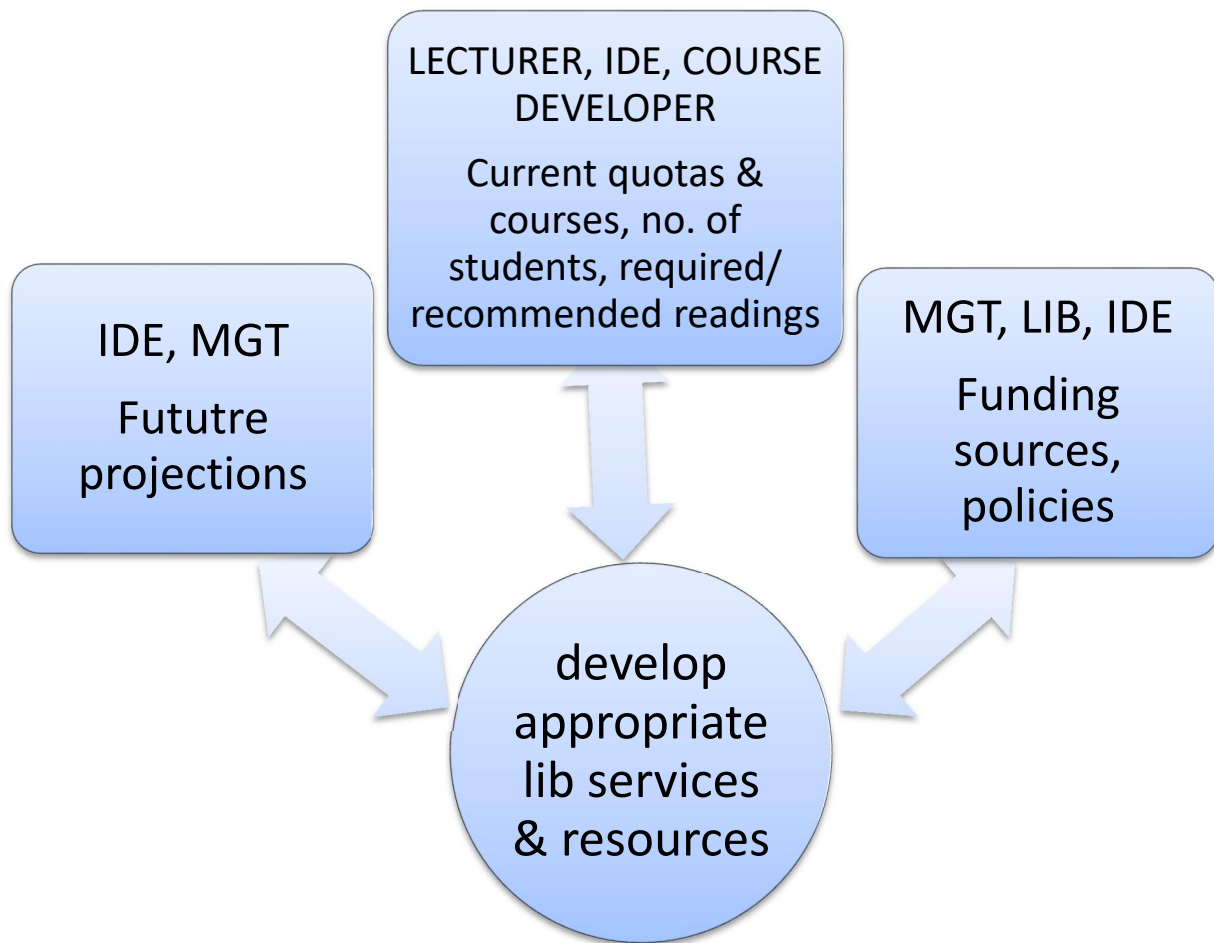 LECTURER, IDE, COURSE
DEVELOPER
Current quotas &
courses, no. of
students, required/
recommended readings
IDE, MGT
Fututre
projections
MGT, LIB, IDE
Funding
sources,
policies
develop
appropriate
lib services
& resources